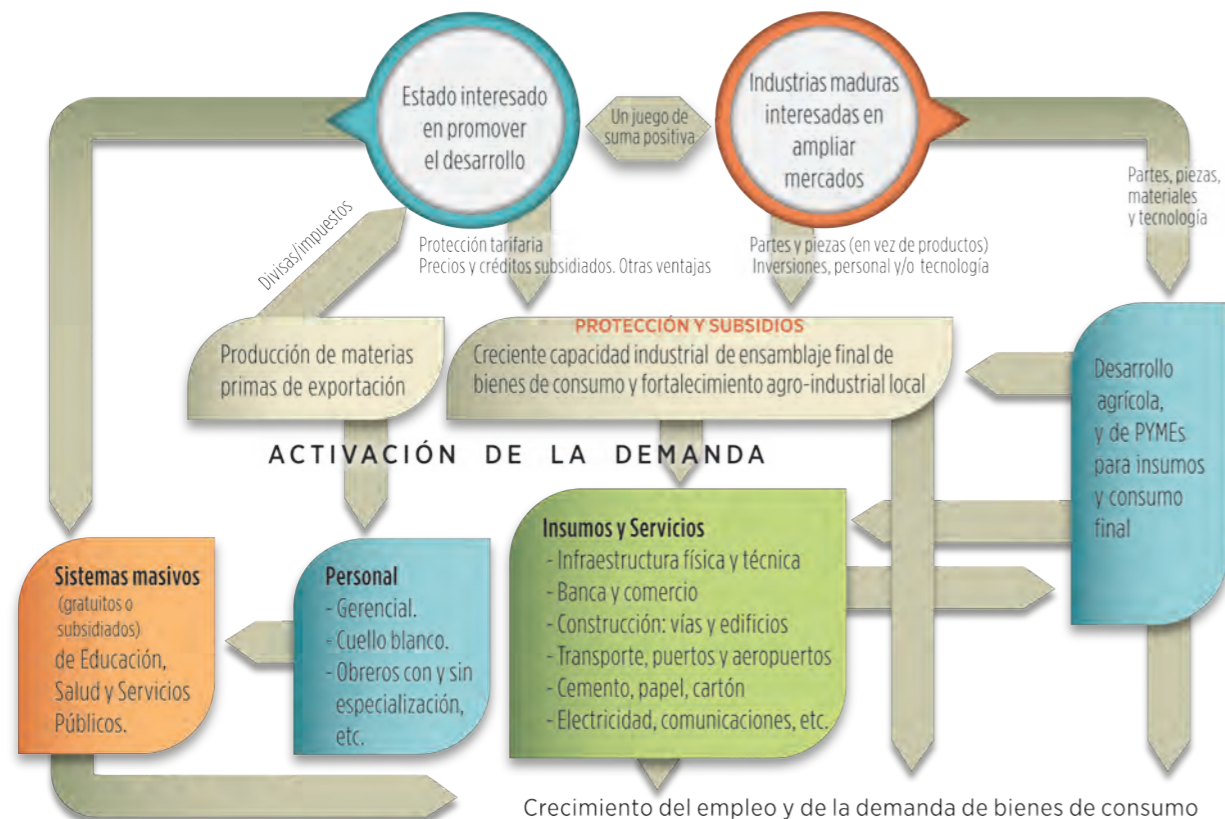 Estado interesado
en promover
el desarrollo
Un juego de
suma positiva
Industrias maduras
interesadas en
ampliar
mercados
Partes, piezas,
materiales
y tecnología
Divisas/impuestos
Protección tarifaria
Precios y créditos subsidiados. Otras ventajas
Partes y piezas (en vez de productos)
Inversiones, personal y/o tecnología
Producción de materias
primas de exportación
PROTECCIÓN Y SUBSIDIOS
Creciente capacidad industrial de ensamblaje final de
bienes de consumo y fortalecimiento agro-industrial local
Desarrollo
agrícola,
y de PYMEs
para insumos
y consumo
final
ACTIVACIÓN DE LA DEMANDA
Sistemas masivos
(gratuitos o
subsidiados)
de Educación,
Salud y Servicios
Públicos.
Personal
- Gerencial.
- Cuello blanco.
- Obreros con y sin
especialización,
etc.
Insumos y Servicios
- Infraestructura física y técnica
- Banca y comercio
- Construcción: vías y edificios
- Transporte, puertos y aeropuertos
- Cemento, papel, cartón
- Electricidad, comunicaciones, etc.
Crecimiento del empleo y de la demanda de bienes de consumo